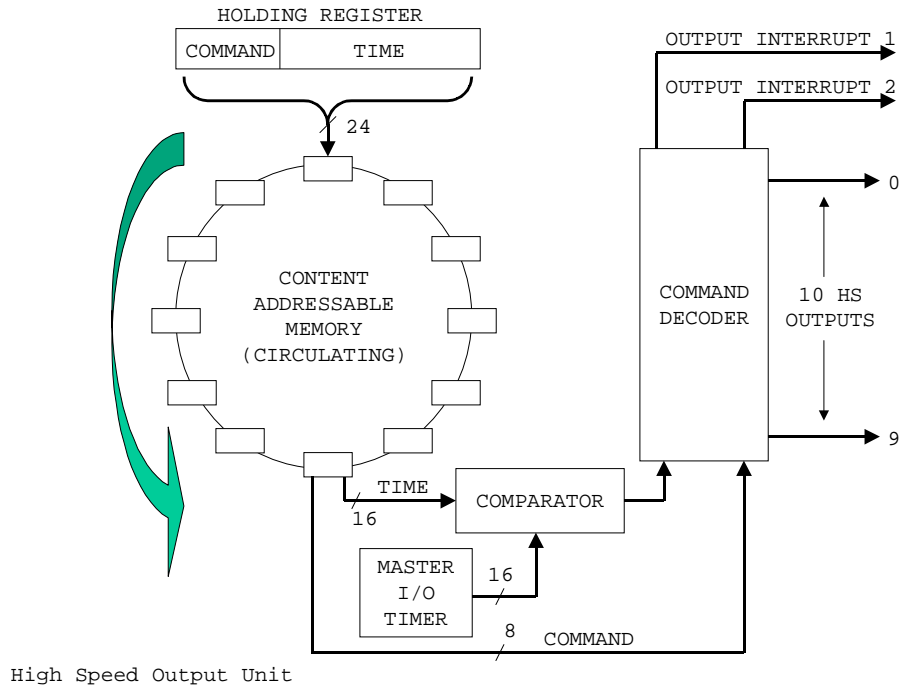 HOLDING REGISTER
COMMAND
TIME
24
OUTPUT INTERRUPT 1
OUTPUT INTERRUPT 2
0
CONTENT
ADDRESSABLE
MEMORY
(CIRCULATING)
COMMAND
DECODER
10 HS
OUTPUTS
9
TIME
16
COMPARATOR
MASTER
I/O
TIMER
16
8
COMMAND
High Speed Output Unit